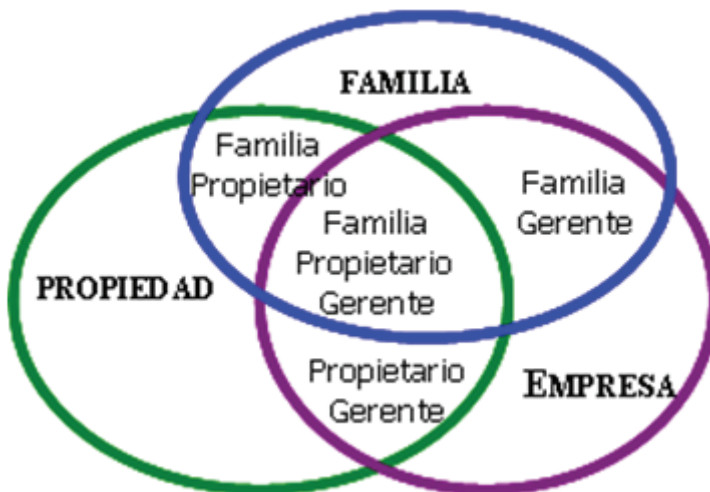 FAMILIA
Familia
Propietario
Familia
Gerente
Familia
Propietario
Gerente
PROPIEDAD
Propietario
Gerente
EMPRESA